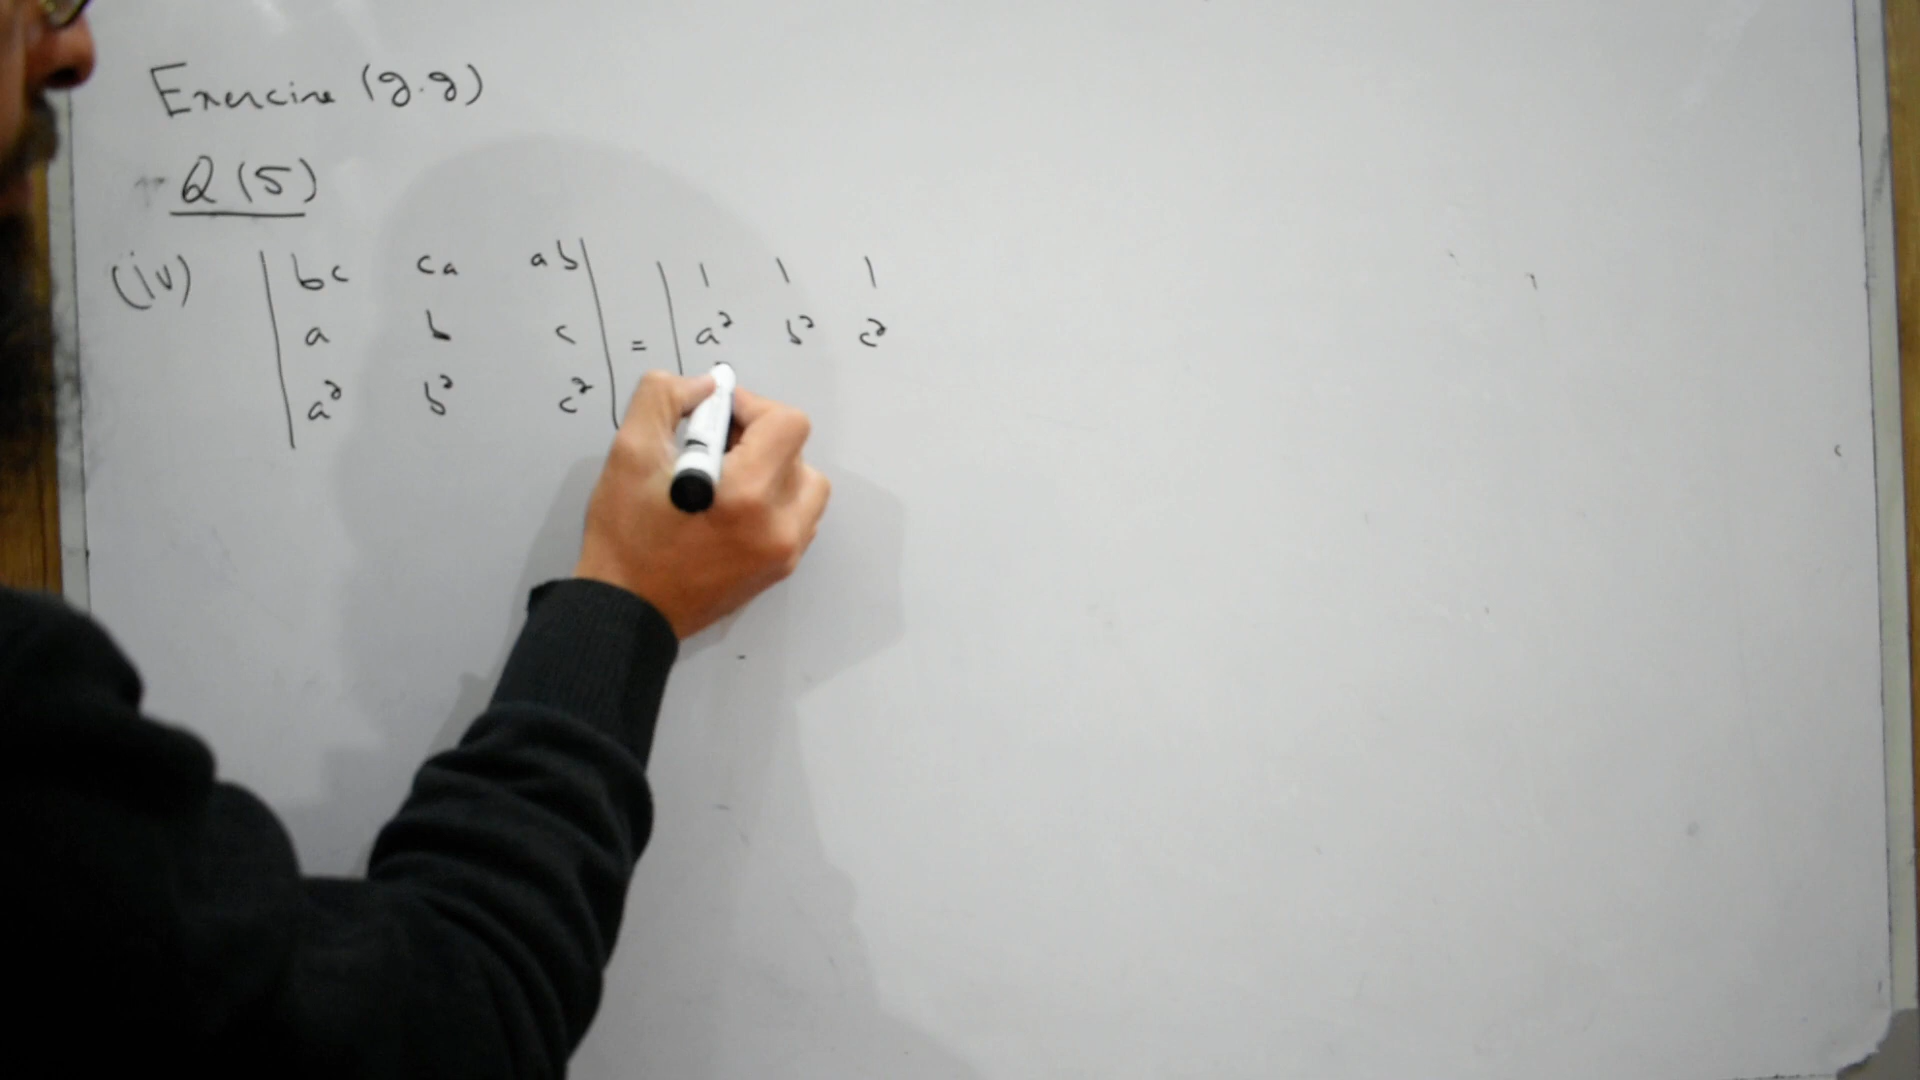 Exercise (9.9)
Q (5)
(iv) | bc ca ab | = | 1 1 1
a b c a² b² c²
a² b² c²